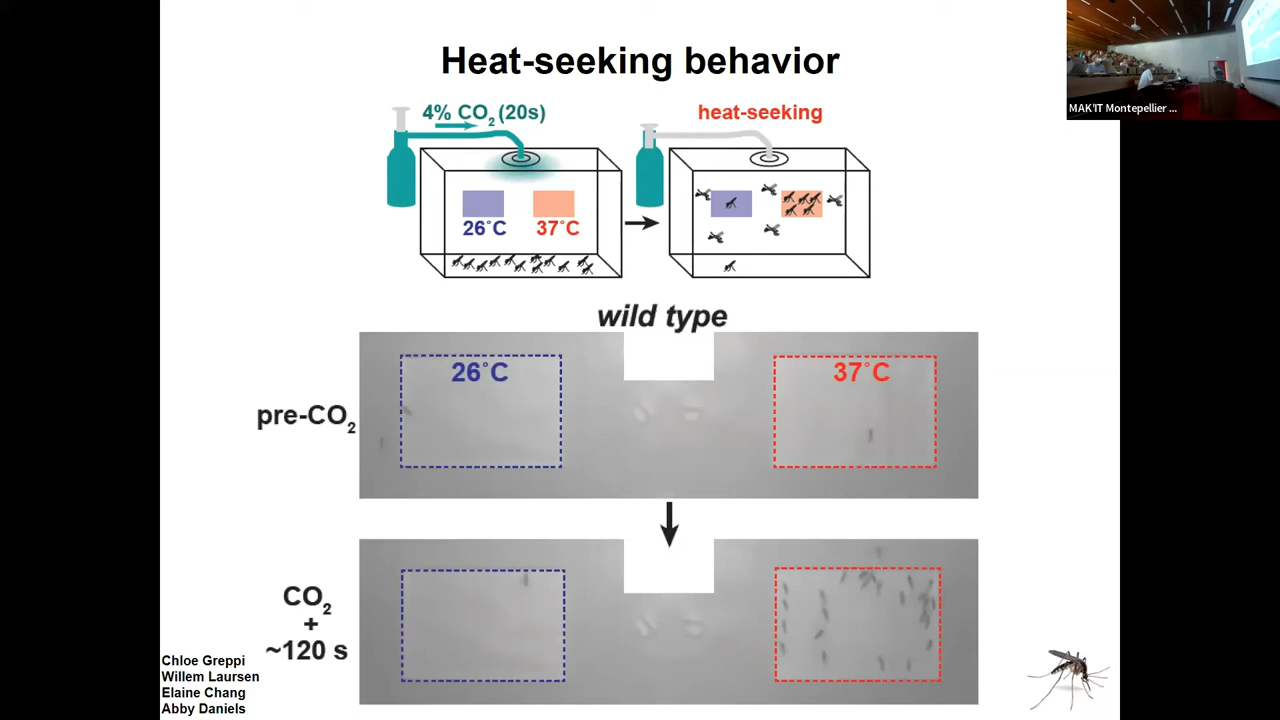 Heat-seeking behavior
MAK'IT Montepellier ...
4% CO2 (20s)
heat-seeking
26°C
37°C
wild type
26°C
37°C
pre-CO2
CO2
+
~120 s
Chloe Greppi
Willem Laursen
Elaine Chang
Abby Daniels